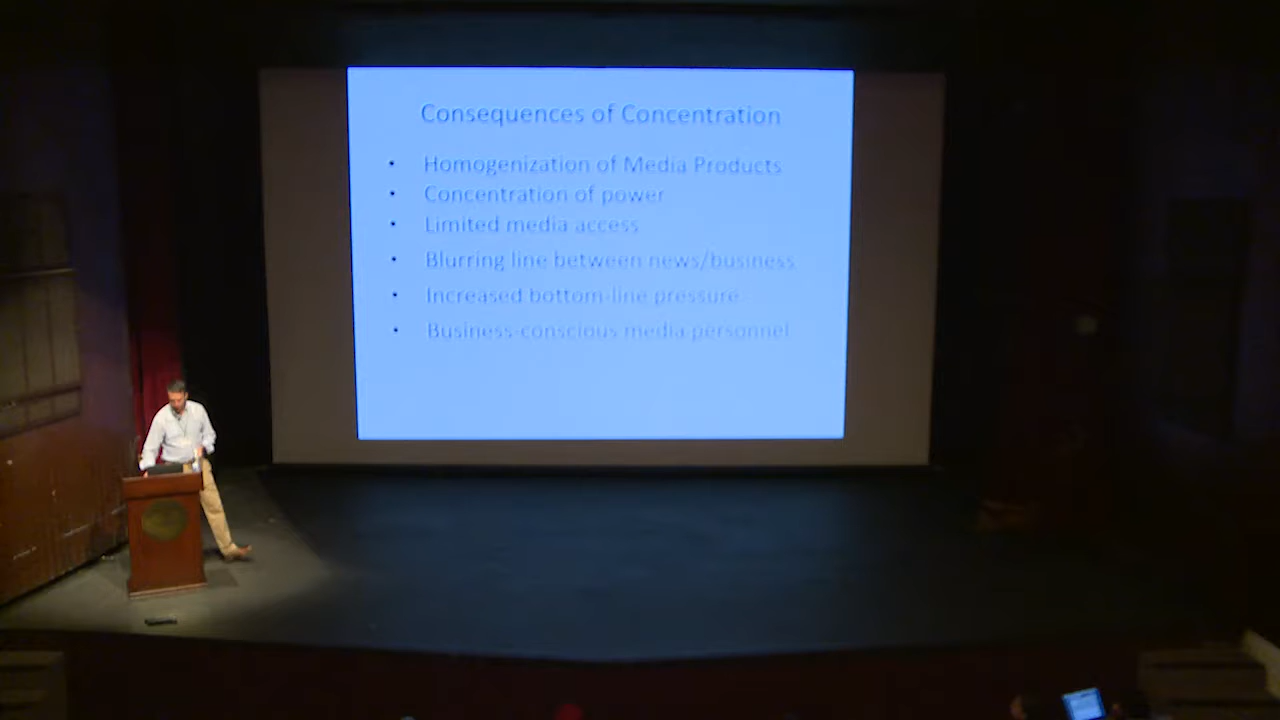 Consequences of Concentration
• Homogenization of Media Products
• Concentration of power
• Limited media access
• Blurring line between news/business
• Increased bottom-line pressure
• Business-conscious media personnel